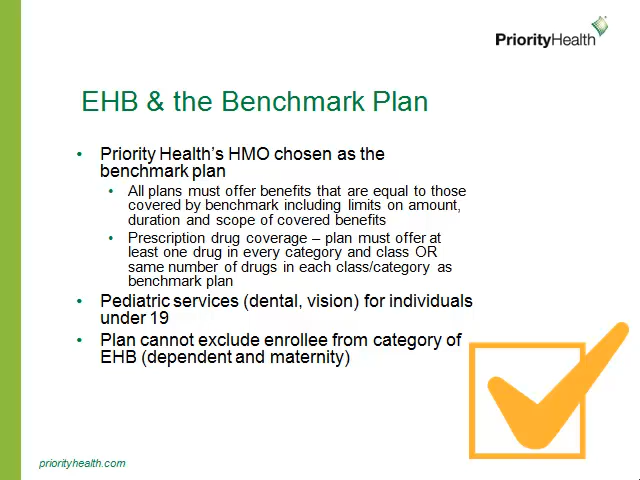 PriorityHealth
EHB & the Benchmark Plan
• Priority Health’s HMO chosen as the
benchmark plan
• All plans must offer benefits that are equal to those
covered by benchmark including limits on amount,
duration and scope of covered benefits
• Prescription drug coverage – plan must offer at
least one drug in every category and class OR
same number of drugs in each class/category as
benchmark plan
• Pediatric services (dental, vision) for individuals
under 19
• Plan cannot exclude enrollee from category of
EHB (dependent and maternity)
priorityhealth.com